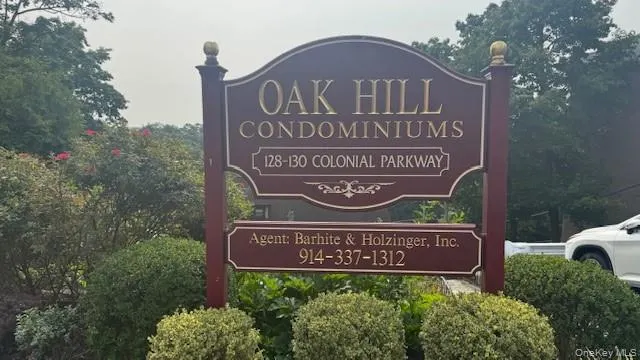 OAK HILL
CONDOMINIUMS
128-130 COLONIAL PARKWAY
Agent: Barhite & Holzinger, Inc.
914-337-1312
OneKey MLS